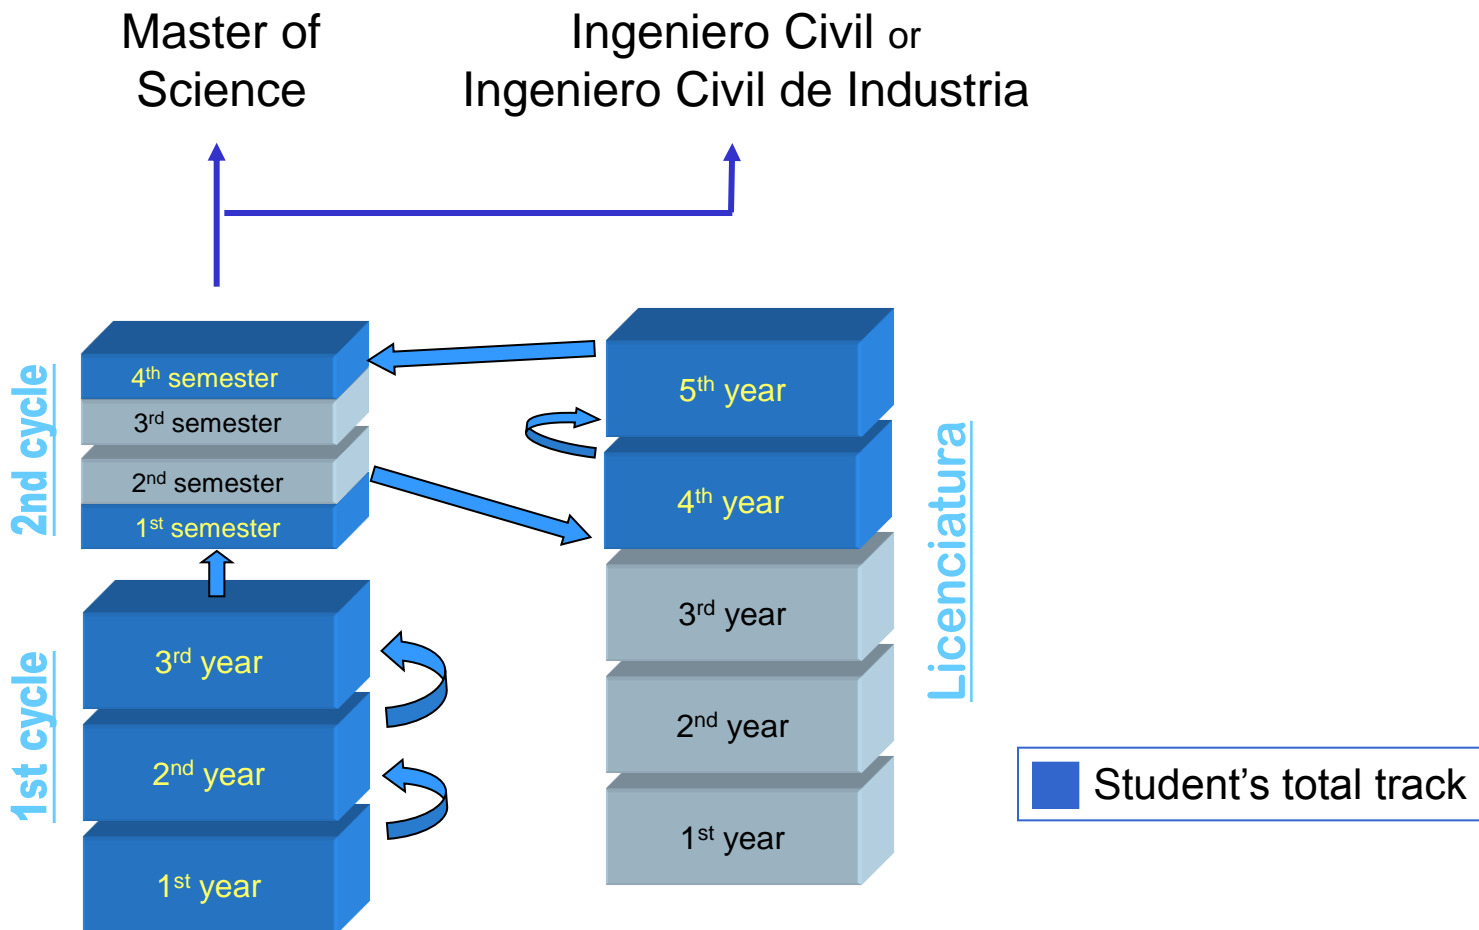 Master of
Science
Ingeniero Civil or
Ingeniero Civil de Industria
2nd cycle
4th semester
3rd semester
2nd semester
1st semester
1st cycle
3rd year
2nd year
1st year
5th year
4th year
3rd year
2nd year
1st year
Licenciatura
Student’s total track